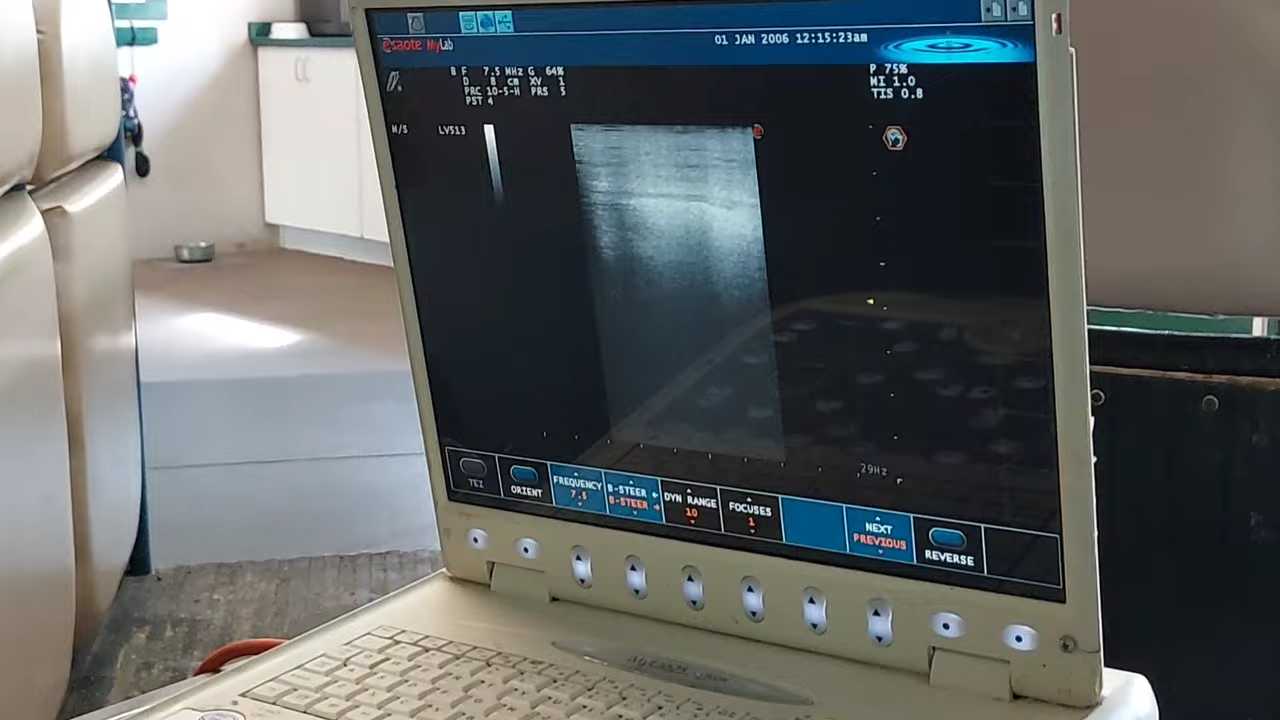 esaote MyLab
01 JAN 2006 12:15:23am
B F 7.5 MHz G 64%
D 8 cm XV 1
PRC 10-5-H PRS 5
PST 4
P 75%
MI 1.0
TIS 0.8
LV513
29Hz
TEI
ORIENT
FREQUENCY
7.5
B-STEER
B-STEER
DYN RANGE
10
FOCUSES
1
NEXT
PREVIOUS
REVERSE